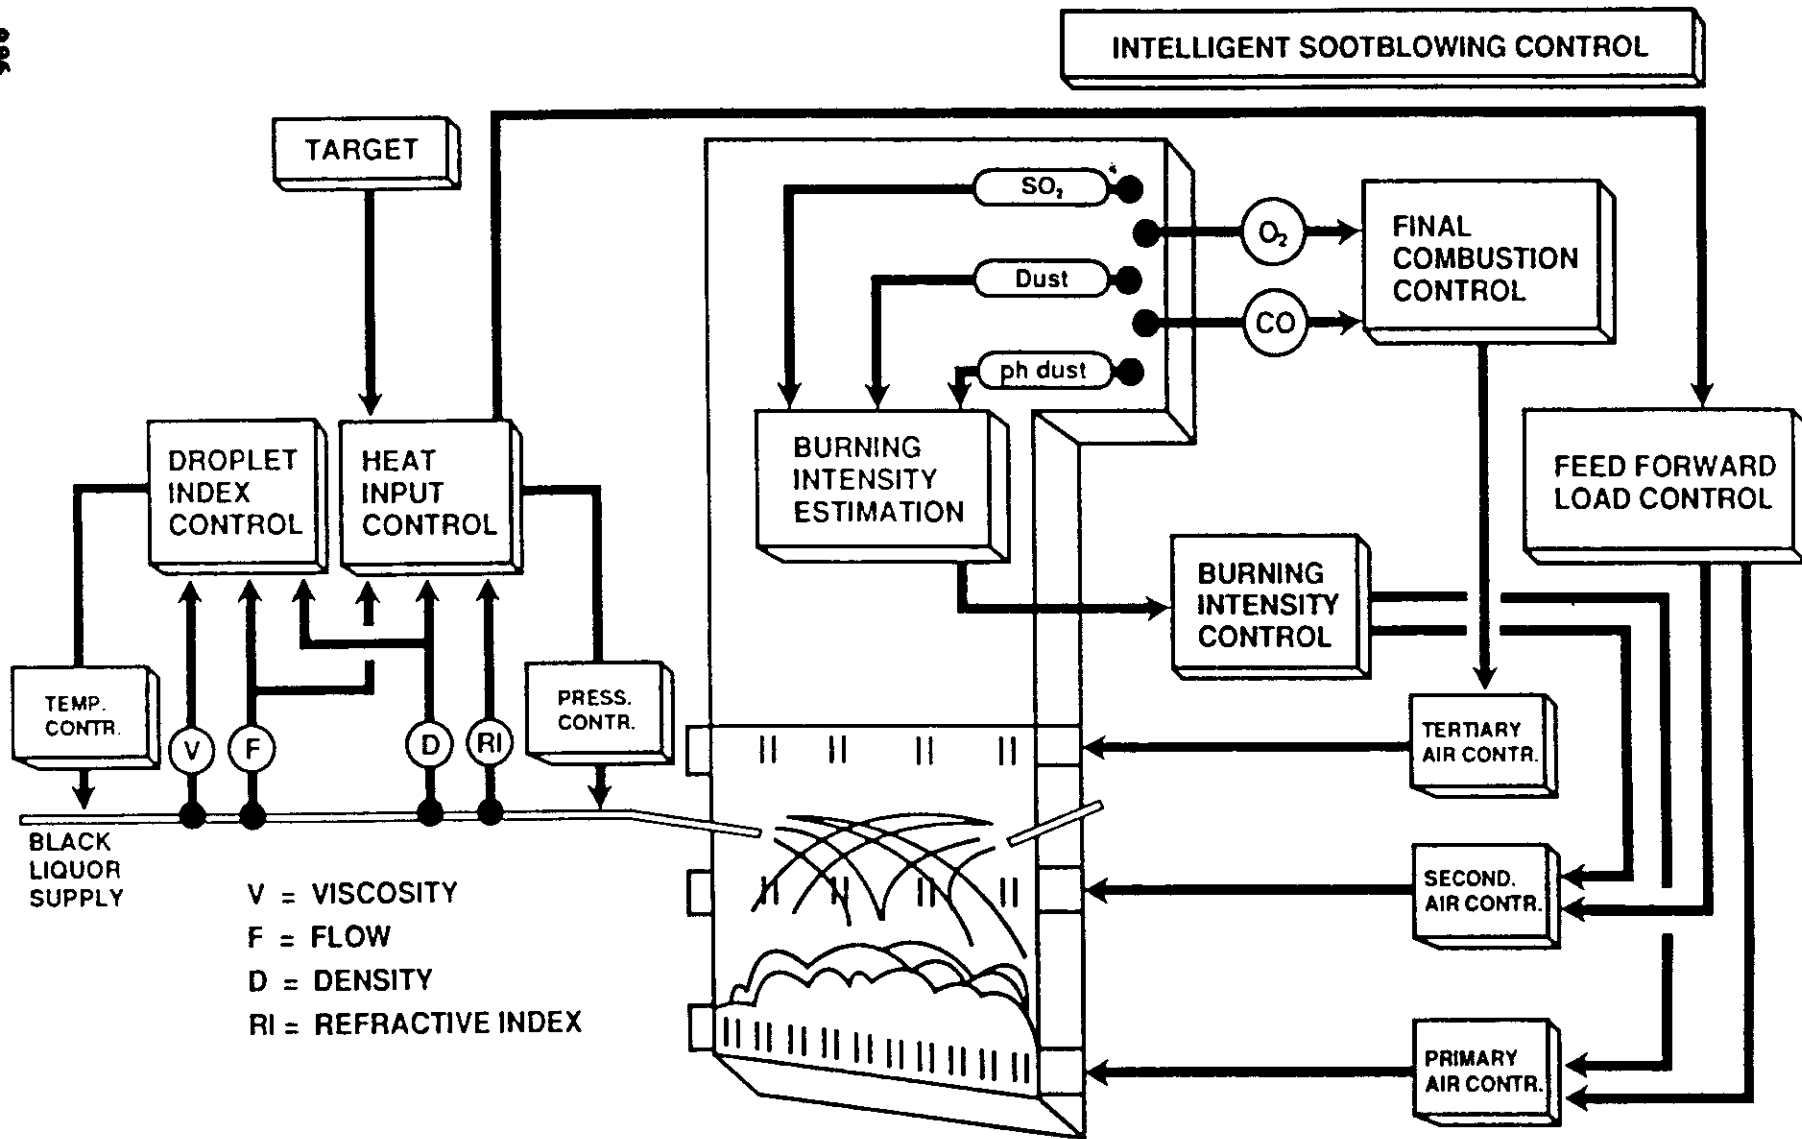 INTELLIGENT SOOTBLOWING CONTROL
TARGET
SO₂
O₂
FINAL
COMBUSTION
CONTROL
Dust
CO
ph dust
DROPLET
INDEX
CONTROL
HEAT
INPUT
CONTROL
BURNING
INTENSITY
ESTIMATION
FEED FORWARD
LOAD CONTROL
BURNING
INTENSITY
CONTROL
TEMP.
CONTR.
V
F
D
RI
PRESS.
CONTR.
TERTIARY
AIR CONTR.
BLACK
LIQUOR
SUPPLY
SECOND.
AIR CONTR.
V = VISCOSITY
F = FLOW
D = DENSITY
RI = REFRACTIVE INDEX
PRIMARY
AIR CONTR.